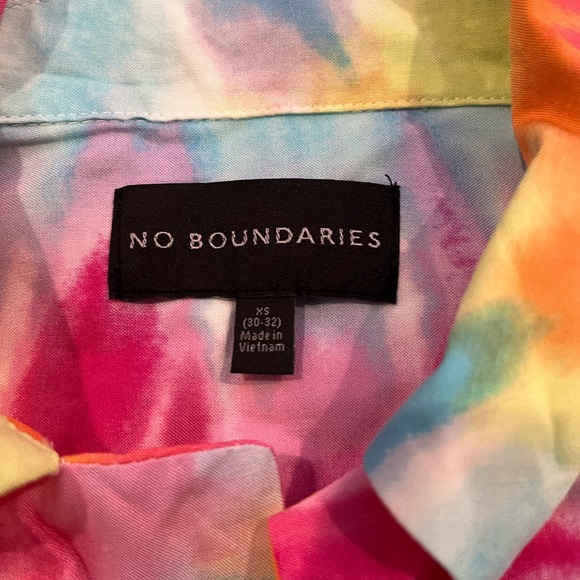 NO BOUNDARIES
XS
(30-32)
Made in
Vietnam